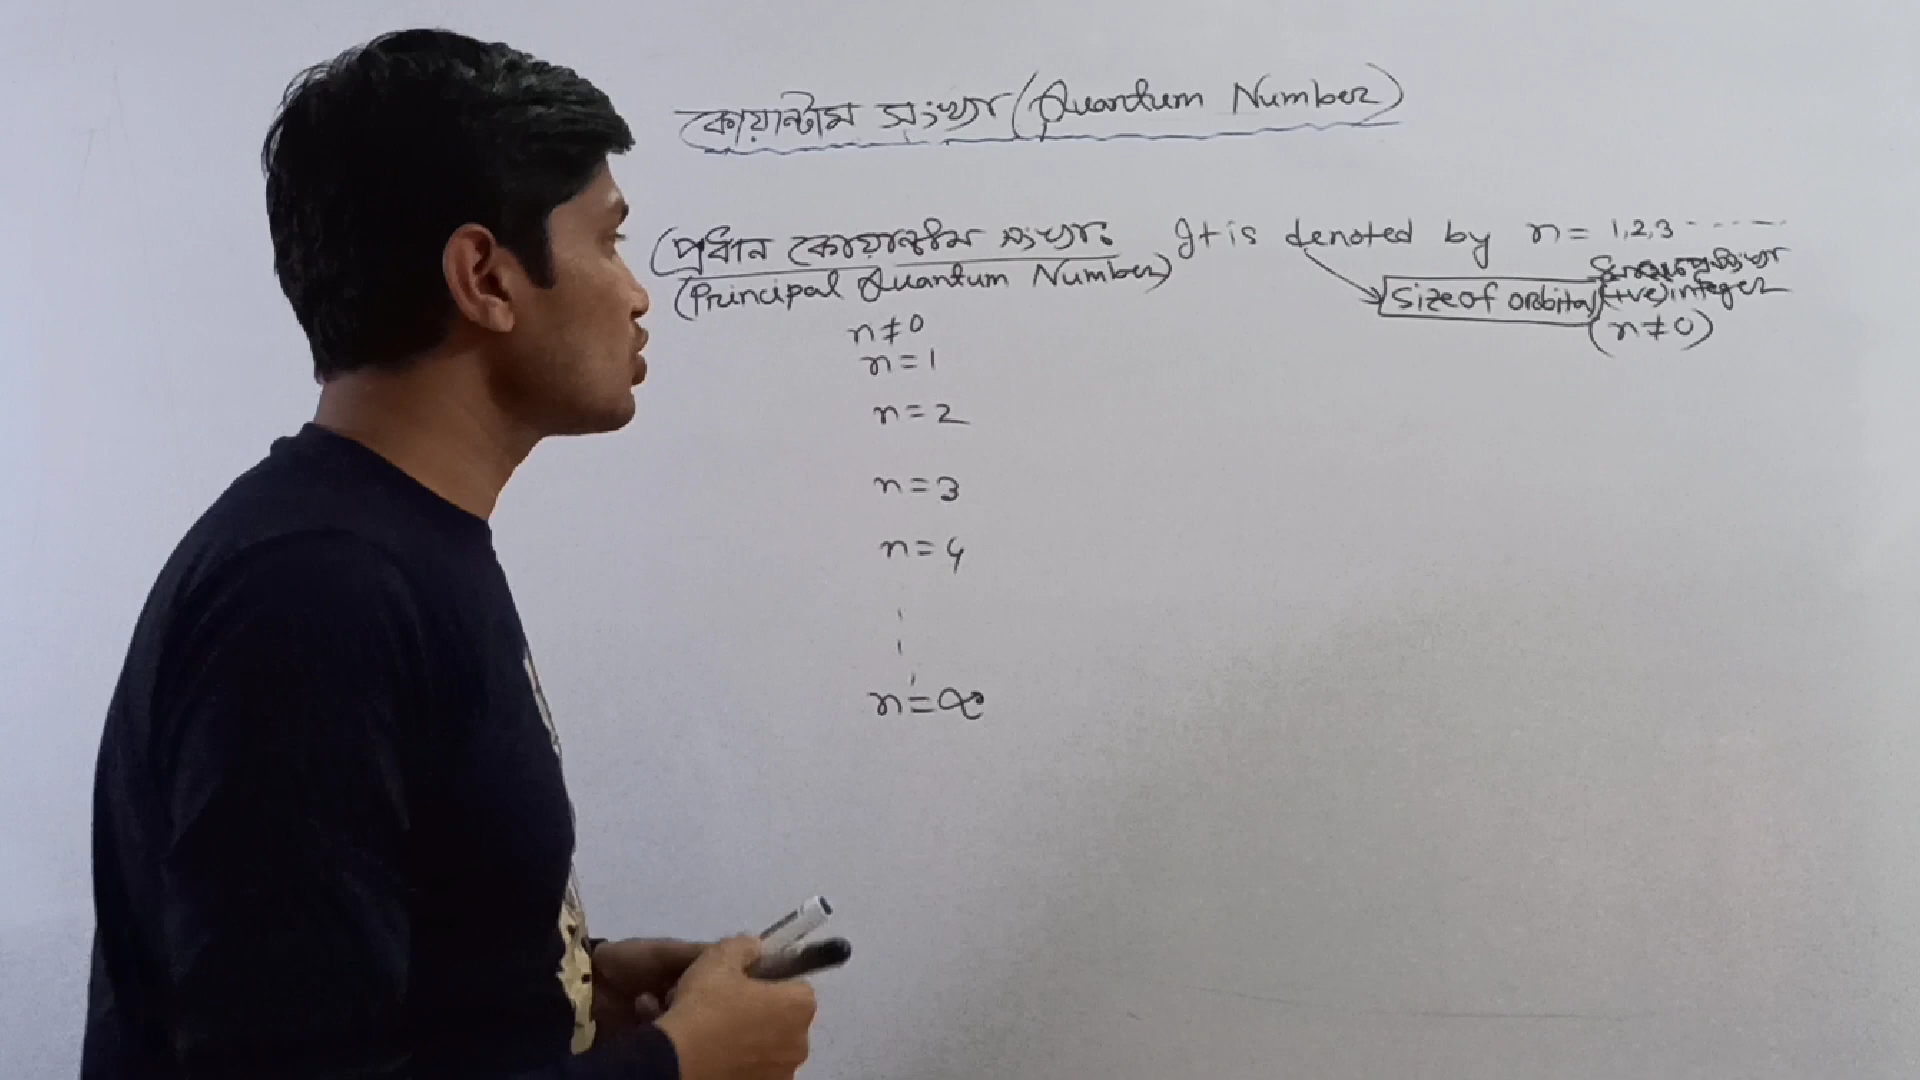 কোয়ান্টাম সংখ্যা (Quantum Number)
(প্রধান কোয়ান্টাম সংখ্যাঃ It is denoted by n = 1,2,3 ------
(Principal Quantum Number)
Size of orbital (+ve) integer
(n ≠ 0)
n ≠ 0
n = 1
n = 2
n = 3
n = 4
n = ∞